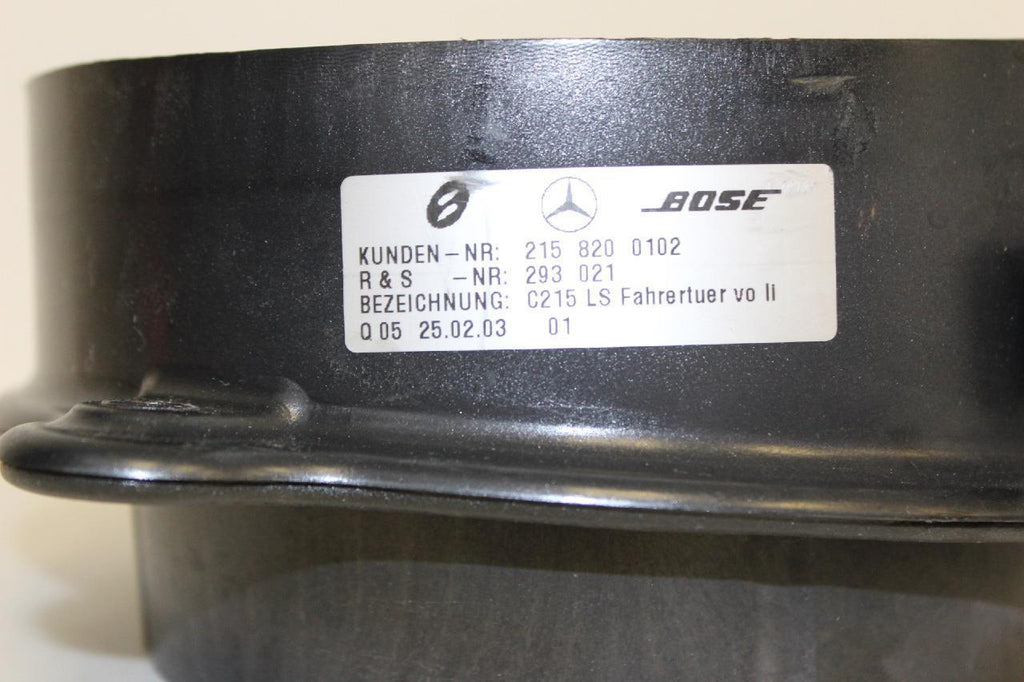 6 BOSE
KUNDEN-NR: 215 820 0102
R & S -NR: 293 021
BEZEICHNUNG: C215 LS Fahrertuer vo li
Q 05 25.02.03 01